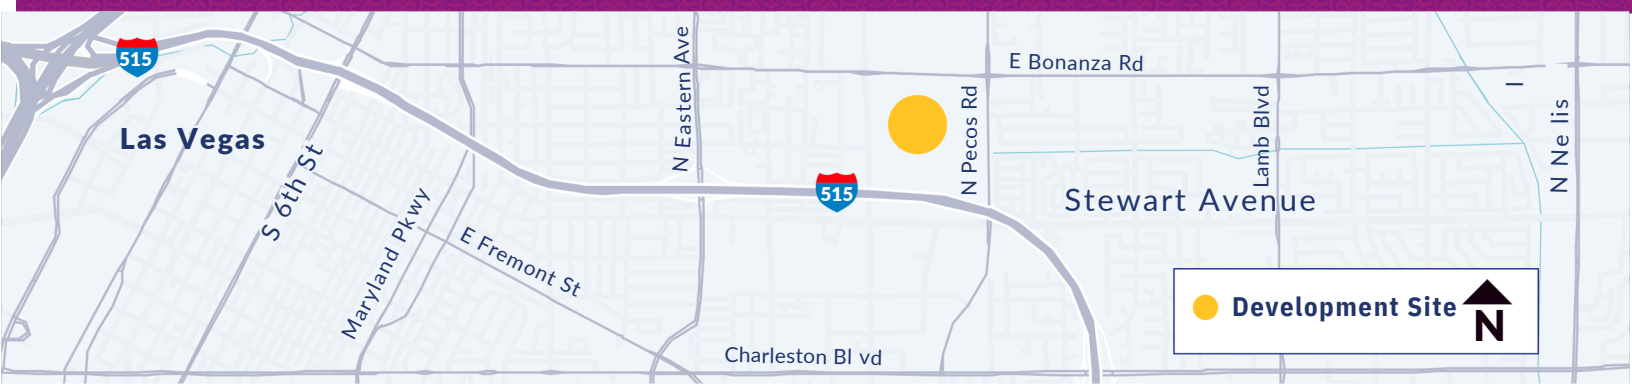 515
N Eastern Ave
E Bonanza Rd
Las Vegas
N Pecos Rd
Lamb Blvd
N Ne lis
l
S 6th St
515
Stewart Avenue
Maryland Pkwy
E Fremont St
Development Site
N
Charleston Bl vd